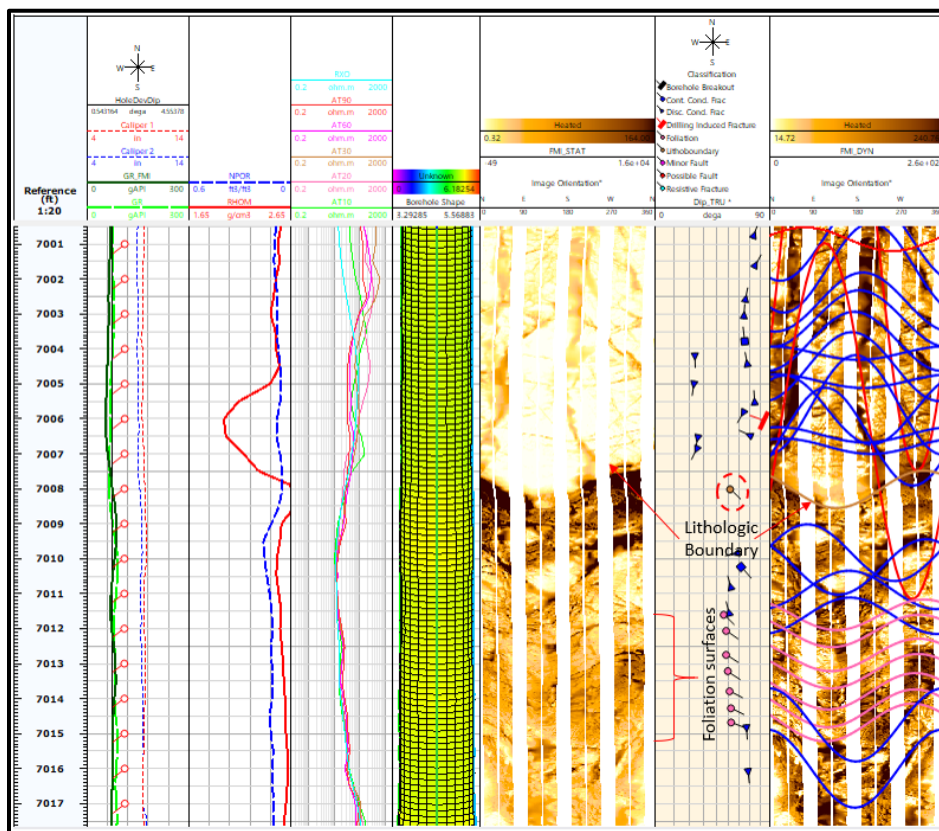 Reference
(ft)
1:20
N
W E
S
HoleDevDip
0.543164 dega 4.55378
Caliper 1
4 in 14
Caliper 2
4 in 14
GR_FMI
0 gAPI 300
GR
0 gAPI 300
NPOR
0.6 ft3/ft3 0
RHOM
1.65 g/cm3 2.65
RXO
0.2 ohm.m 2000
AT90
0.2 ohm.m 2000
AT60
0.2 ohm.m 2000
AT30
0.2 ohm.m 2000
AT20
0.2 ohm.m 2000
AT10
0.2 ohm.m 2000
Unknown
0 6.18254
Borehole Shape
3.29285 5.56883
Heated
0.32
FMI_STAT
-49 1.6e+04
Image Orientation°
N E S W N
0 90 180 270 360
N
W E
S
Classification
Borehole Breakout
Cont. Cond. Frac
Disc. Cond. Frac
Drilling Induced Fracture
Foliation
Lithoboundary
Minor Fault
Possible Fault
Resistive Fracture
Dip_TRU
0 dega 90
Heated
14.72
FMI_DYN
0 2.6e+02
Image Orientation°
N E S W N
0 90 180 270 360
7001
7002
7003
7004
7005
7006
7007
7008
7009
7010
7011
7012
7013
7014
7015
7016
7017
Lithologic
Boundary
Foliation surfaces